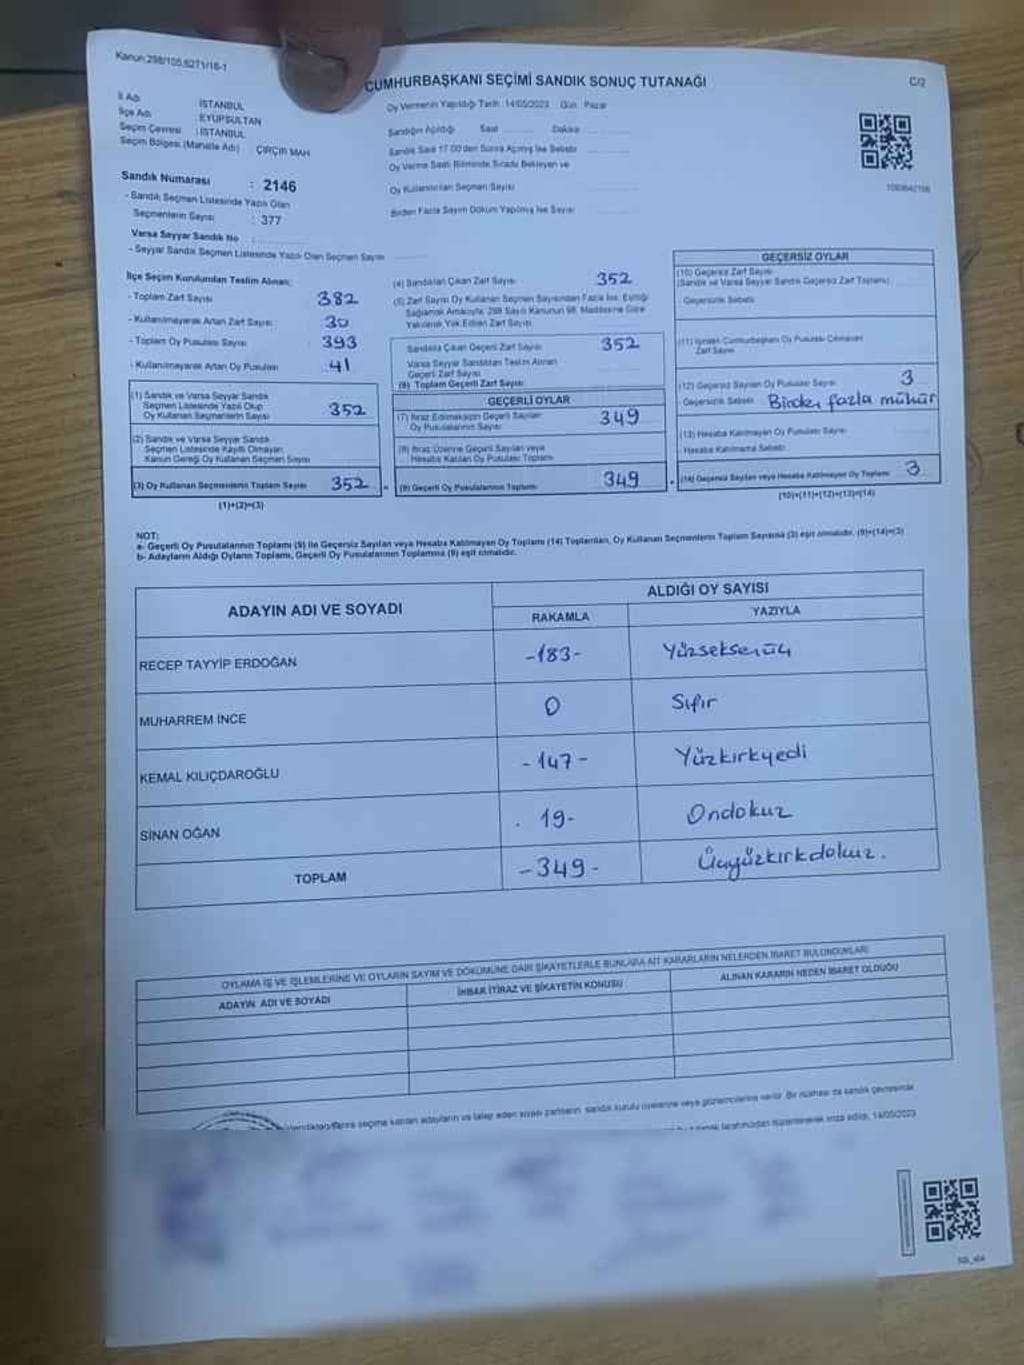 Kanun:298/105,6271/16-1
CUMHURBAŞKANI SEÇİMİ SANDIK SONUÇ TUTANAĞI
C/2
İl Adı : İSTANBUL
İlçe Adı : EYÜPSULTAN
Seçim Çevresi : İSTANBUL
Seçim Bölgesi (Mahalle Adı) ÇIRÇIR MAH
Sandık Numarası : 2146
- Sandık Seçmen Listesinde Yazılı Olan
Seçmenlerin Sayısı : 377
Varsa Seyyar Sandık No :
- Seyyar Sandık Seçmen Listesinde Yazılı Olan Seçmen Sayısı
Oy Vermenin Yapıldığı Tarih : 14/05/2023 Gün : Pazar
Sandığın Açıldığı Saat Dakika
Sandık Saat 17.00'den Sonra Açılmış İse Sebebi
Oy Verme Saati Bitiminde Sırada Bekleyen ve
Oy Kullandırılan Seçmen Sayısı
Birden Fazla Sayım Döküm Yapılmış İse Sayısı
İlçe Seçim Kurulundan Teslim Alınan:
- Toplam Zarf Sayısı 382
- Kullanılmayarak Artan Zarf Sayısı 30
- Toplam Oy Pusulası Sayısı 393
- Kullanılmayarak Artan Oy Pusulası 41
(1) Sandık ve Varsa Seyyar Sandık
Seçmen Listesinde Yazılı Olup
Oy Kullanan Seçmenlerin Sayısı 352
(2) Sandık ve Varsa Seyyar Sandık
Seçmen Listesinde Kayıtlı Olmayan
Kanun Gereği Oy Kullanan Seçmen Sayısı
(3) Oy Kullanan Seçmenlerin Toplam Sayısı 352
(1)+(2)=(3)
(4) Sandıktan Çıkan Zarf Sayısı 352
(5) Zarf Sayısı Oy Kullanan Seçmen Sayısından Fazla İse, Eşitliği
Sağlamak Amacıyla, 298 Sayılı Kanunun 98. Maddesine Göre
Yakılarak Yok Edilen Zarf Sayısı
Sandıkta Çıkan Geçerli Zarf Sayısı 352
Varsa Seyyar Sandıktan Teslim Alınan
Geçerli Zarf Sayısı
(6) Toplam Geçerli Zarf Sayısı
GEÇERLİ OYLAR
(7) İtiraz Edilmeksizin Geçerli Sayılan
Oy Pusulalarının Sayısı 349
(8) İtiraz Üzerine Geçerli Sayılan veya
Hesaba Katılan Oy Pusulası Toplamı
(9) Geçerli Oy Pusulalarının Toplamı 349
GEÇERSİZ OYLAR
(10) Geçersiz Zarf Sayısı
(Sandık ve Varsa Seyyar Sandık Geçersiz Zarf Toplamı)
Geçersizlik Sebebi
(11) İçinden Cumhurbaşkanı Oy Pusulası Çıkmayan
Zarf Sayısı
(12) Geçersiz Sayılan Oy Pusulası Sayısı 3
Geçersizlik Sebebi Birden fazla mühür
(13) Hesaba Katılmayan Oy Pusulası Sayısı
Hesaba Katılmama Sebebi
(14) Geçersiz Sayılan veya Hesaba Katılmayan Oy Toplamı 3
(10)+(11)+(12)+(13)=(14)
NOT:
a- Geçerli Oy Pusulalarının Toplamı (9) ile Geçersiz Sayılan veya Hesaba Katılmayan Oy Toplamı (14) Toplamları, Oy Kullanan Seçmenlerin Toplam Sayısına (3) eşit olmalıdır. (9)+(14)=(3)
b- Adayların Aldığı Oyların Toplamı, Geçerli Oy Pusulalarının Toplamına (9) eşit olmalıdır.
ADAYIN ADI VE SOYADI
ALDIĞI OY SAYISI
RAKAMLA YAZIYLA
RECEP TAYYİP ERDOĞAN -183- Yüzseksenüç
MUHARREM İNCE 0 Sıfır
KEMAL KILIÇDAROĞLU -147- Yüzkırkyedi
SİNAN OĞAN . 19- Ondokuz
TOPLAM -349- Üçyüzkırkdokuz.
OYLAMA İŞ VE İŞLEMLERİNE VE OYLARIN SAYIM VE DÖKÜMÜNE DAİR ŞİKAYETLERLE BUNLARA AİT KARARLARIN NELERDEN İBARET BULUNDUKLARI
ADAYIN ADI VE SOYADI İHBAR İTİRAZ VE ŞİKAYETİN KONUSU ALINAN KARARIN NEDEN İBARET OLDUĞU
seçime katılan adayların ve talep eden siyasi partilerin sandık kurulu üyelerine veya gözlemcilerine verilir. Bir nüshası da sandık çevresinde
tarafımızdan düzenlenerek imza edildi. 14/05/2023